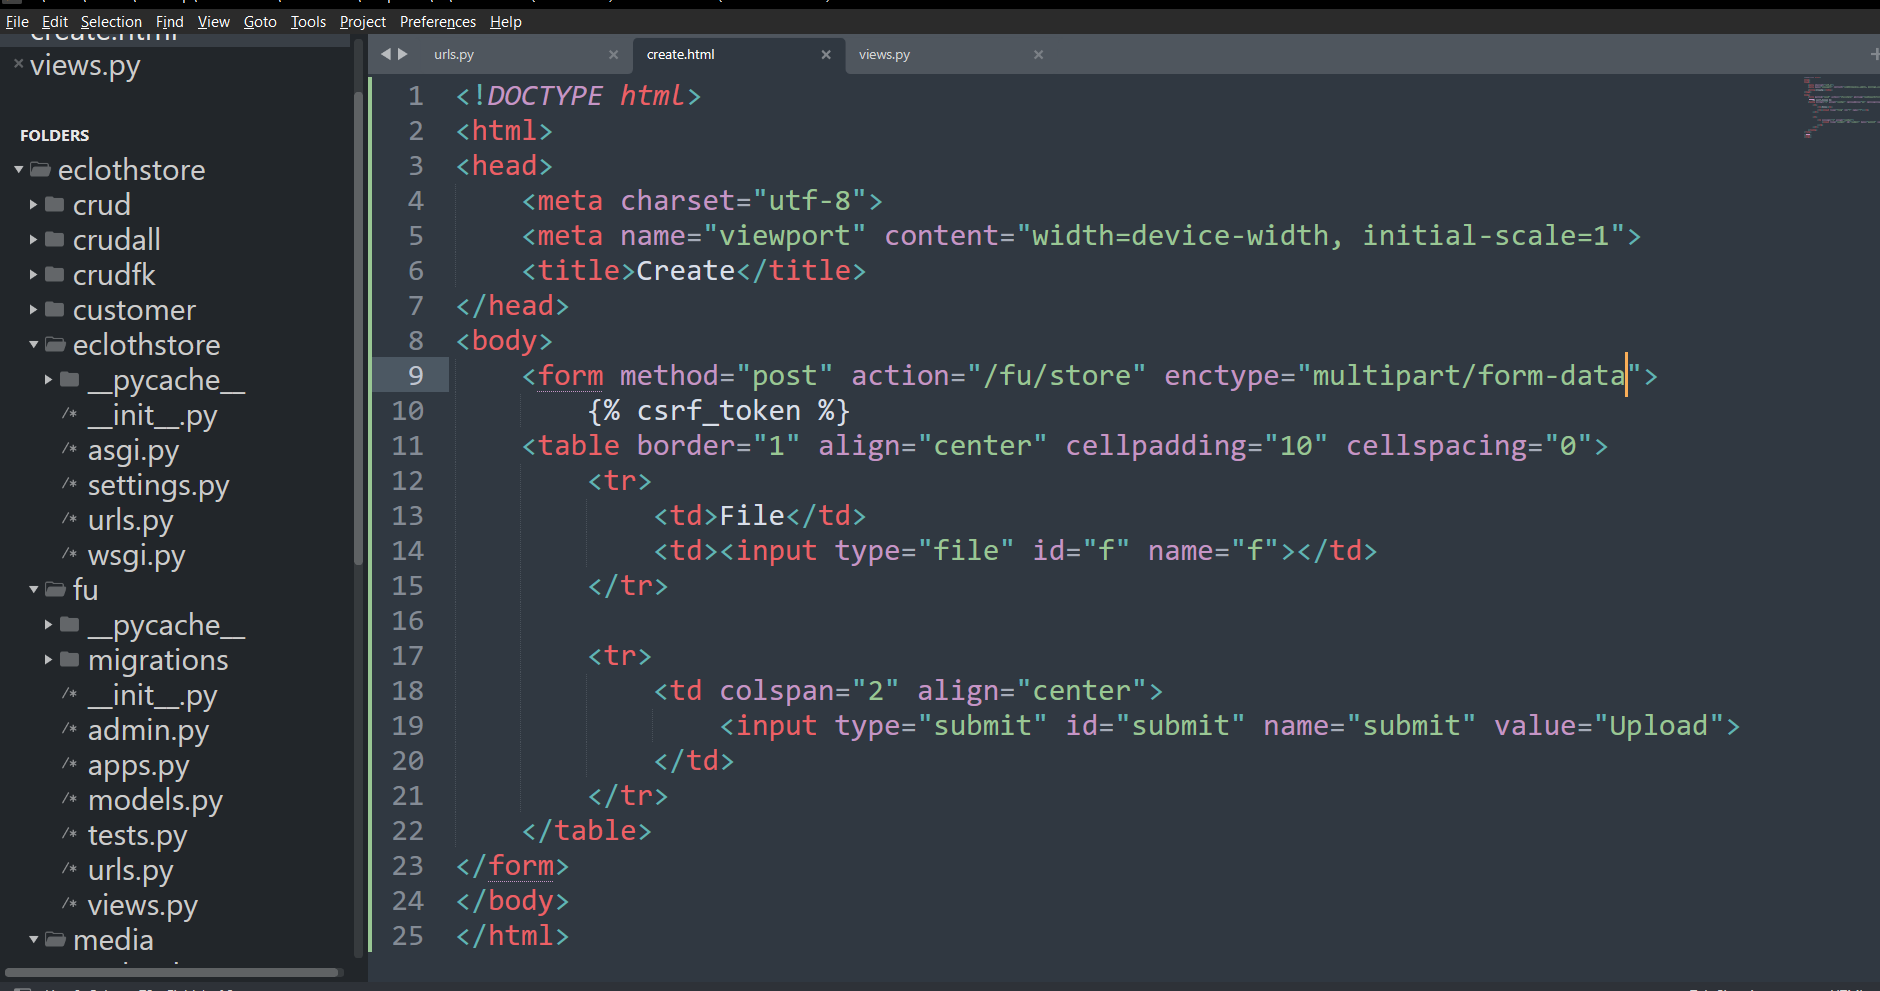 File Edit Selection Find View Goto Tools Project Preferences Help
create.html
views.py
FOLDERS
eclothstore
crud
crudall
crudfk
customer
eclothstore
__pycache__
/* __init__.py
/* asgi.py
/* settings.py
/* urls.py
/* wsgi.py
fu
__pycache__
migrations
/* __init__.py
/* admin.py
/* apps.py
/* models.py
/* tests.py
/* urls.py
/* views.py
media
urls.py
create.html
views.py
1 <!DOCTYPE html>
2 <html>
3 <head>
4 <meta charset="utf-8">
5 <meta name="viewport" content="width=device-width, initial-scale=1">
6 <title>Create</title>
7 </head>
8 <body>
9 <form method="post" action="/fu/store" enctype="multipart/form-data">
10 {% csrf_token %}
11 <table border="1" align="center" cellpadding="10" cellspacing="0">
12 <tr>
13 <td>File</td>
14 <td><input type="file" id="f" name="f"></td>
15 </tr>
16
17 <tr>
18 <td colspan="2" align="center">
19 <input type="submit" id="submit" name="submit" value="Upload">
20 </td>
21 </tr>
22 </table>
23 </form>
24 </body>
25 </html>